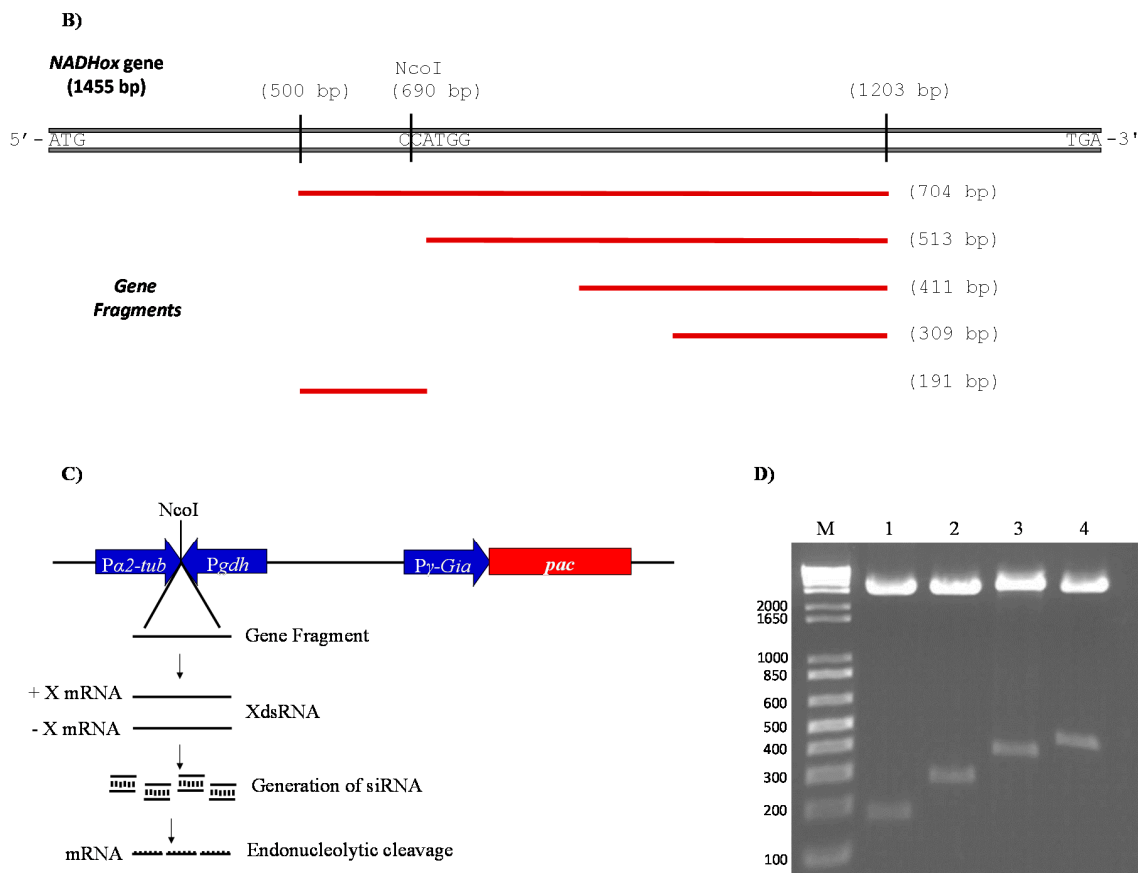 B)
NADHox gene
(1455 bp)
(500 bp)
NcoI
(690 bp)
(1203 bp)
5'-ATG
CCATGG
TGA-3'
(704 bp)
(513 bp)
Gene
Fragments
(411 bp)
(309 bp)
(191 bp)
C)
NcoI
Pα2-tub
Pgdh
Pγ-Gia
pac
Gene Fragment
+ X mRNA
- X mRNA
XdsRNA
Generation of siRNA
mRNA
Endonucleolytic cleavage
D)
M 1 2 3 4
2000
1650
1000
850
600
500
400
300
200
100